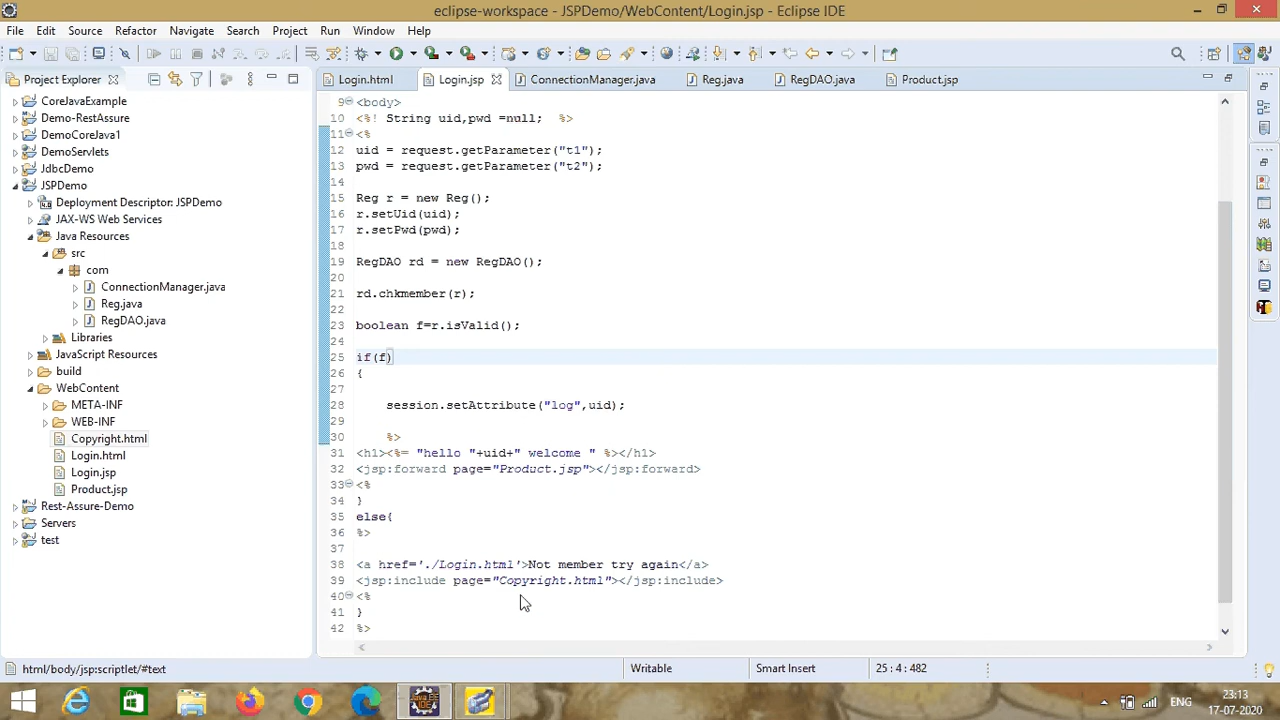 eclipse-workspace - JSPDemo/WebContent/Login.jsp - Eclipse IDE
File Edit Source Refactor Navigate Search Project Run Window Help
Project Explorer
Login.html Login.jsp ConnectionManager.java Reg.java RegDAO.java Product.jsp
CoreJavaExample
Demo-RestAssure
DemoCoreJava1
DemoServlets
JdbcDemo
JSPDemo
Deployment Descriptor: JSPDemo
JAX-WS Web Services
Java Resources
src
com
ConnectionManager.java
Reg.java
RegDAO.java
Libraries
JavaScript Resources
build
WebContent
META-INF
WEB-INF
Copyright.html
Login.html
Login.jsp
Product.jsp
Rest-Assure-Demo
Servers
test
9 <body>
10 <%! String uid,pwd =null;  %>
11 <%
12 uid = request.getParameter("t1");
13 pwd = request.getParameter("t2");
14
15 Reg r = new Reg();
16 r.setUid(uid);
17 r.setPwd(pwd);
18
19 RegDAO rd = new RegDAO();
20
21 rd.chkmember(r);
22
23 boolean f=r.isValid();
24
25 if(f)
26 {
27
28     session.setAttribute("log",uid);
29
30     %>
31 <h1><%= "hello "+uid+" welcome " %></h1>
32 <jsp:forward page="Product.jsp"></jsp:forward>
33 <%
34 }
35 else{
36 %>
37
38 <a href='./Login.html'>Not member try again</a>
39 <jsp:include page="Copyright.html"></jsp:include>
40 <%
41 }
42 %>
html/body/jsp:scriptlet/#text Writable Smart Insert 25 : 4 : 482
ENG 23:13
17-07-2020